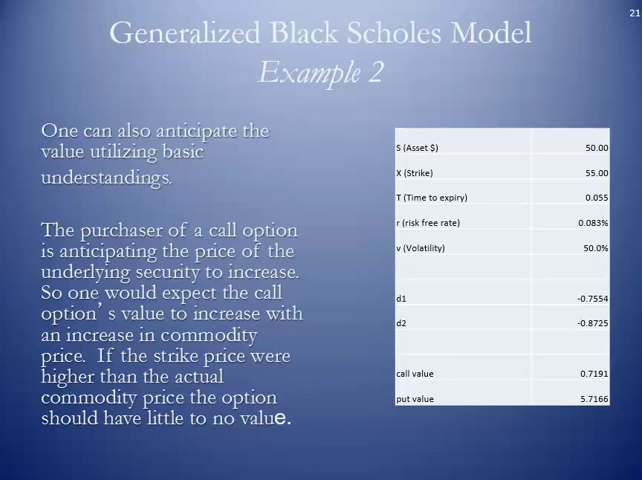 21
Generalized Black Scholes Model
Example 2
One can also anticipate the
value utilizing basic
understandings.
The purchaser of a call option
is anticipating the price of the
underlying security to increase.
So one would expect the call
option’s value to increase with
an increase in commodity
price. If the strike price were
higher than the actual
commodity price the option
should have little to no value.
S (Asset $) 50.00
X (Strike) 55.00
T (Time to expiry) 0.055
r (risk free rate) 0.083%
v (Volatility) 50.0%
d1 -0.7554
d2 -0.8725
call value 0.7191
put value 5.7166